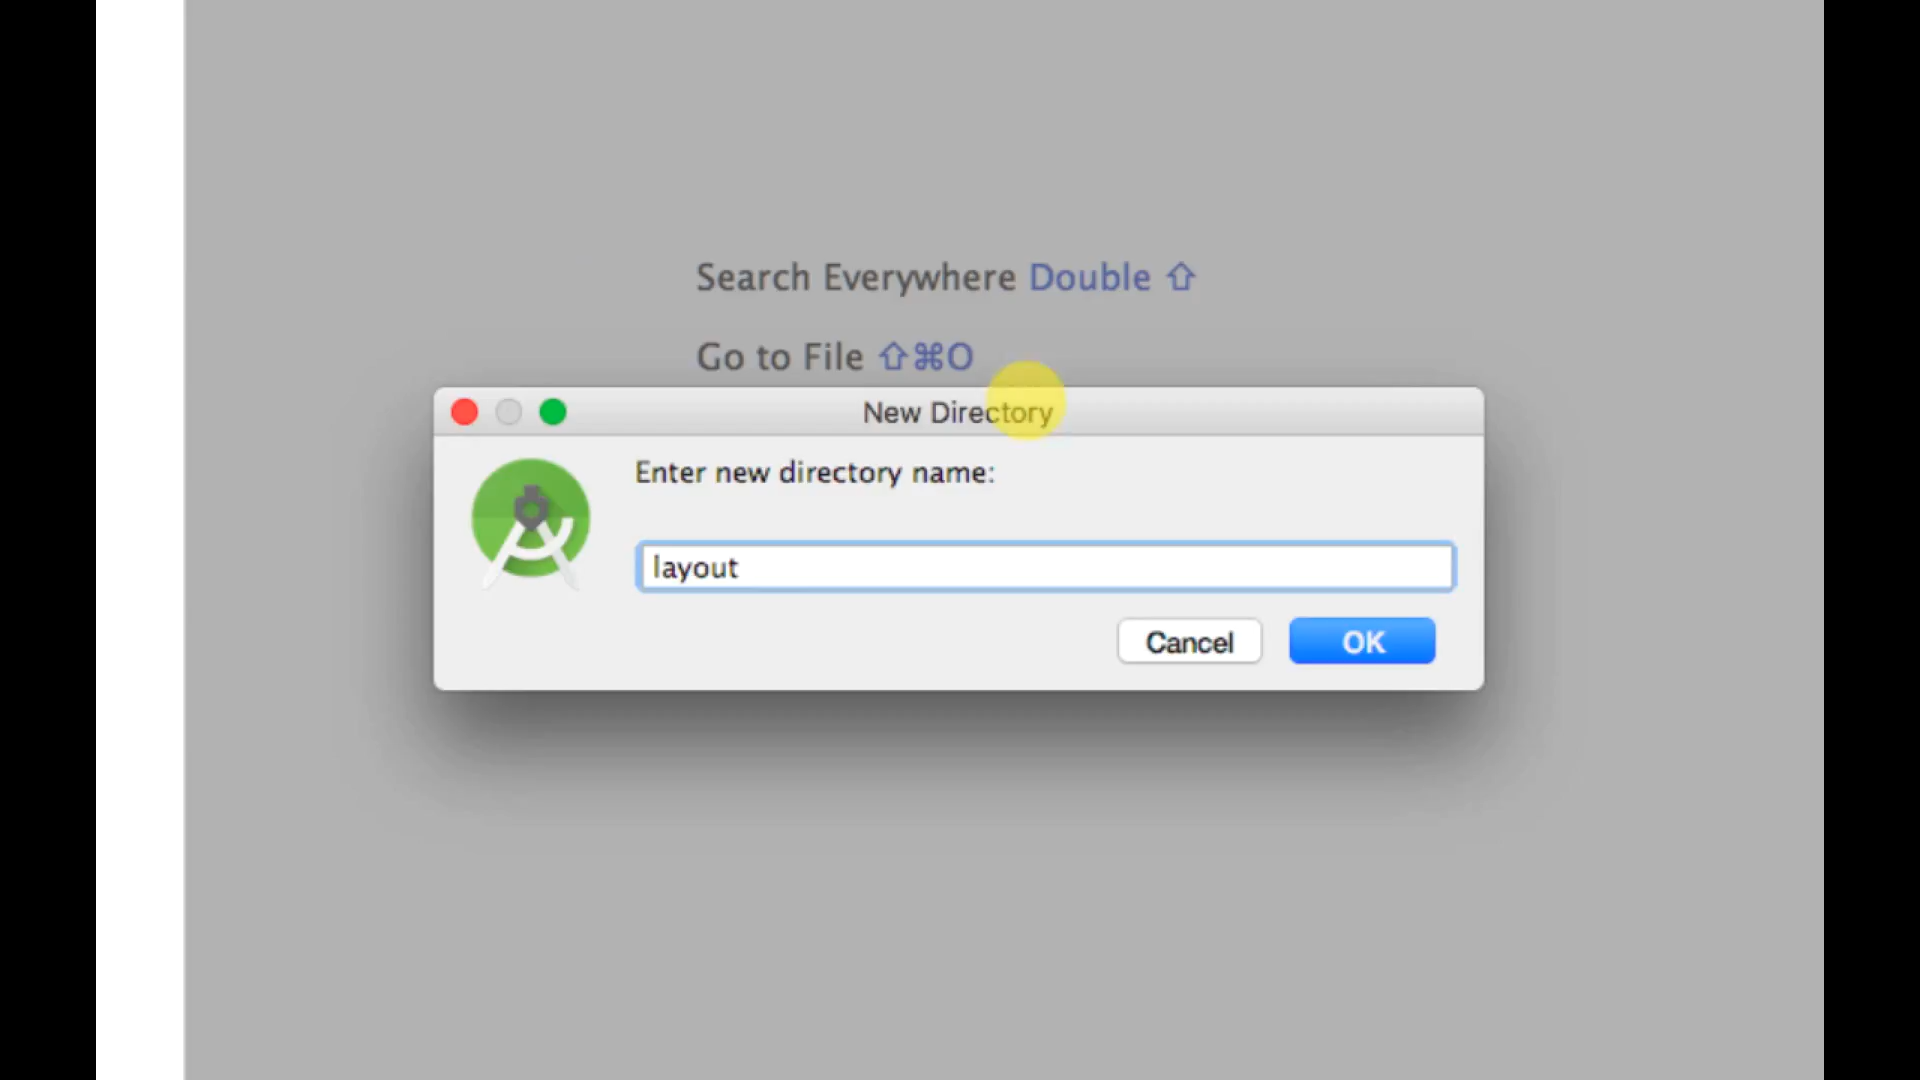 Search Everywhere Double ⇧
Go to File ⇧⌘O
New Directory
Enter new directory name:
layout
Cancel
OK